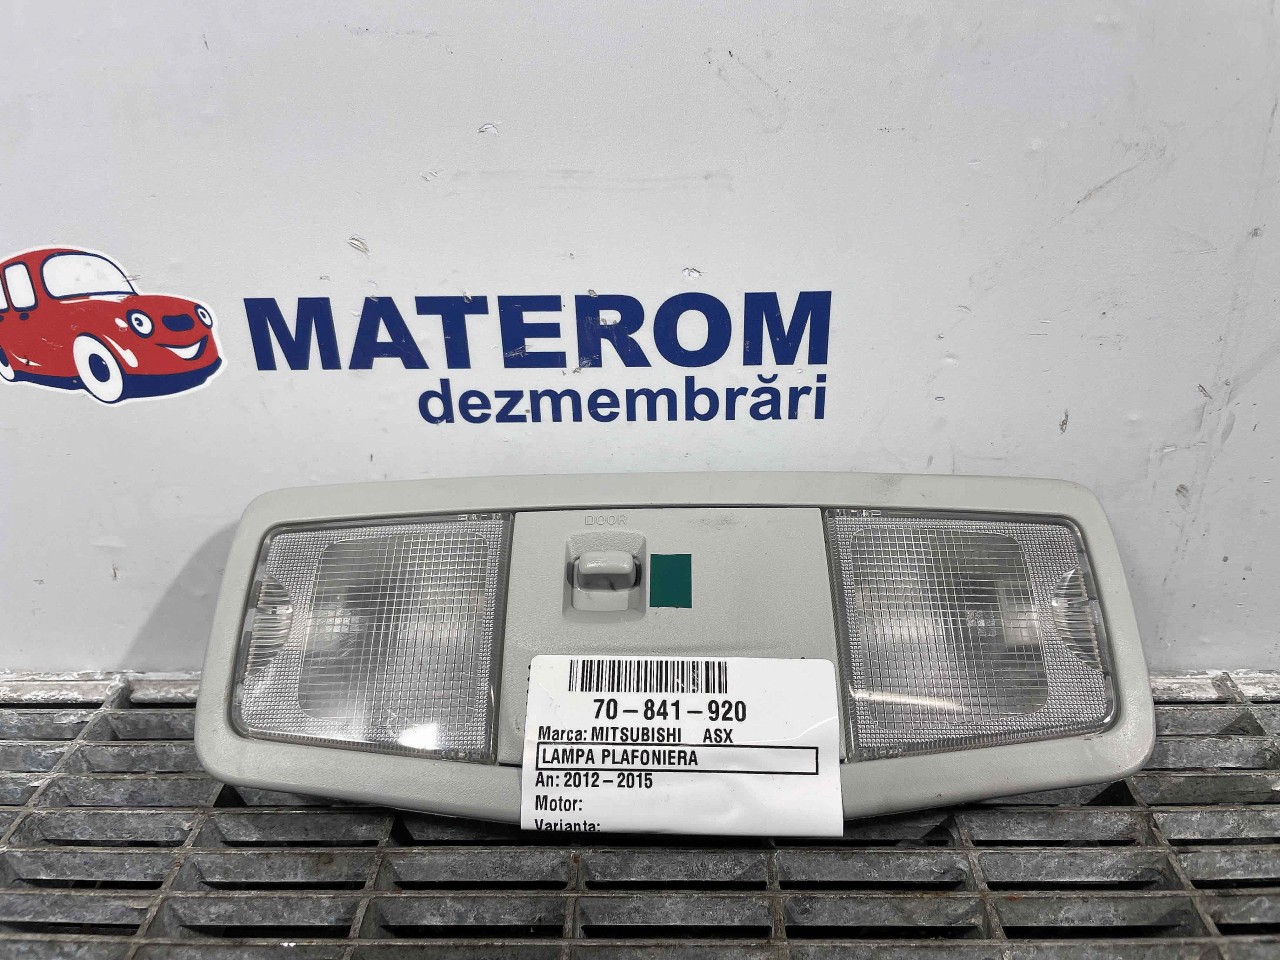 MATEROM
dezmembrări
DOOR
70-841-920
Marca: MITSUBISHI ASX
LAMPA PLAFONIERA
An: 2012-2015
Motor:
Varianta: